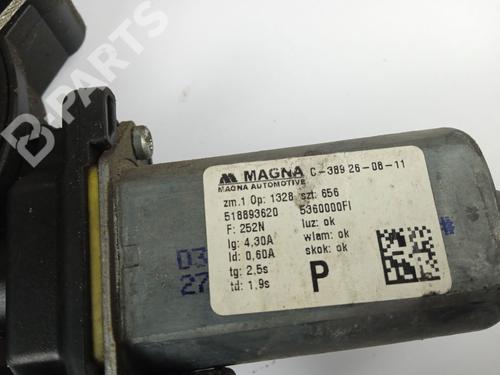 B-PARTS
MAGNA C-389 26-08-11
MAGNA AUTOMOTIVE
zm.1 Op: 1328 szt: 656
518893620 5360000FI
F: 252N luz: ok
Ig: 4,30A wlam: ok
Id: 0,60A skok: ok
tg: 2.5s
td: 1.9s
P
03
27